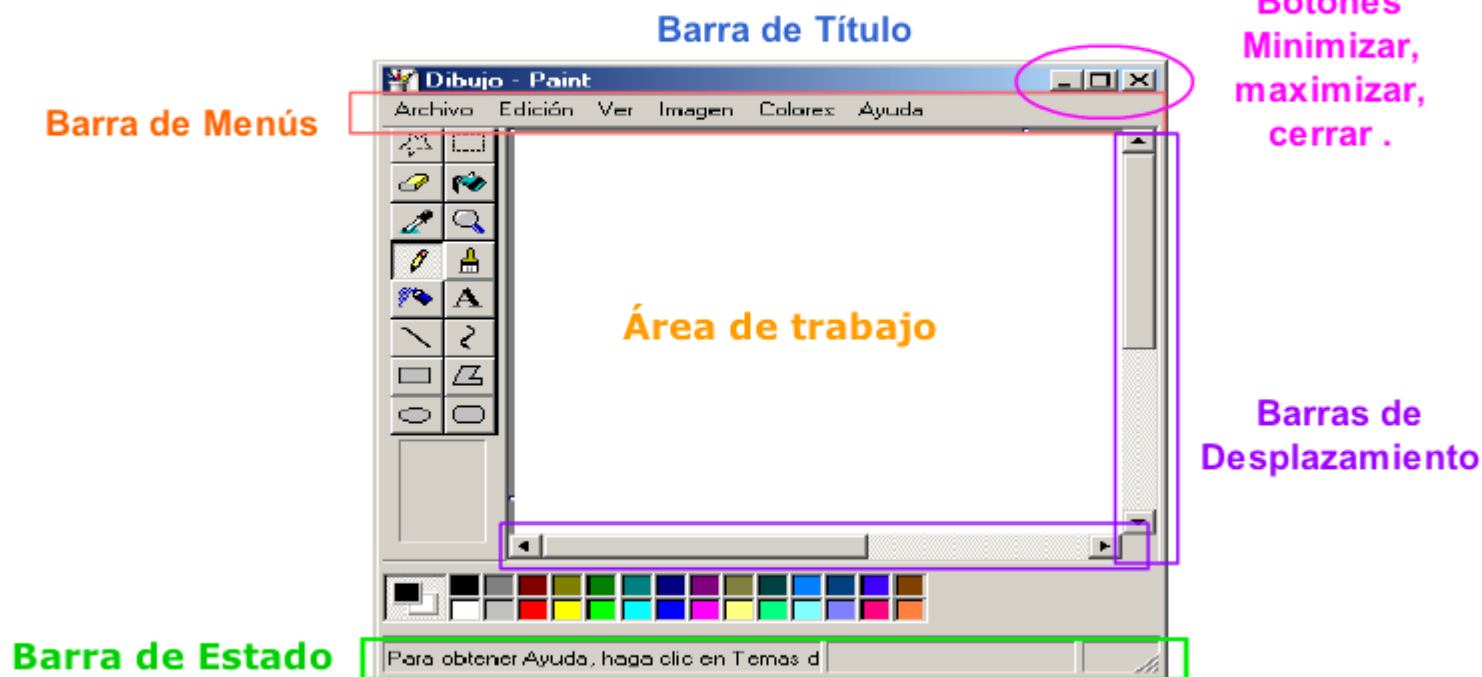 Botones
Minimizar,
maximizar,
cerrar .
Barra de Título
Dibujo - Paint
Barra de Menús
Archivo Edición Ver Imagen Colores Ayuda
A
Área de trabajo
Barras de
Desplazamiento
Barra de Estado
Para obtener Ayuda, haga clic en Temas d